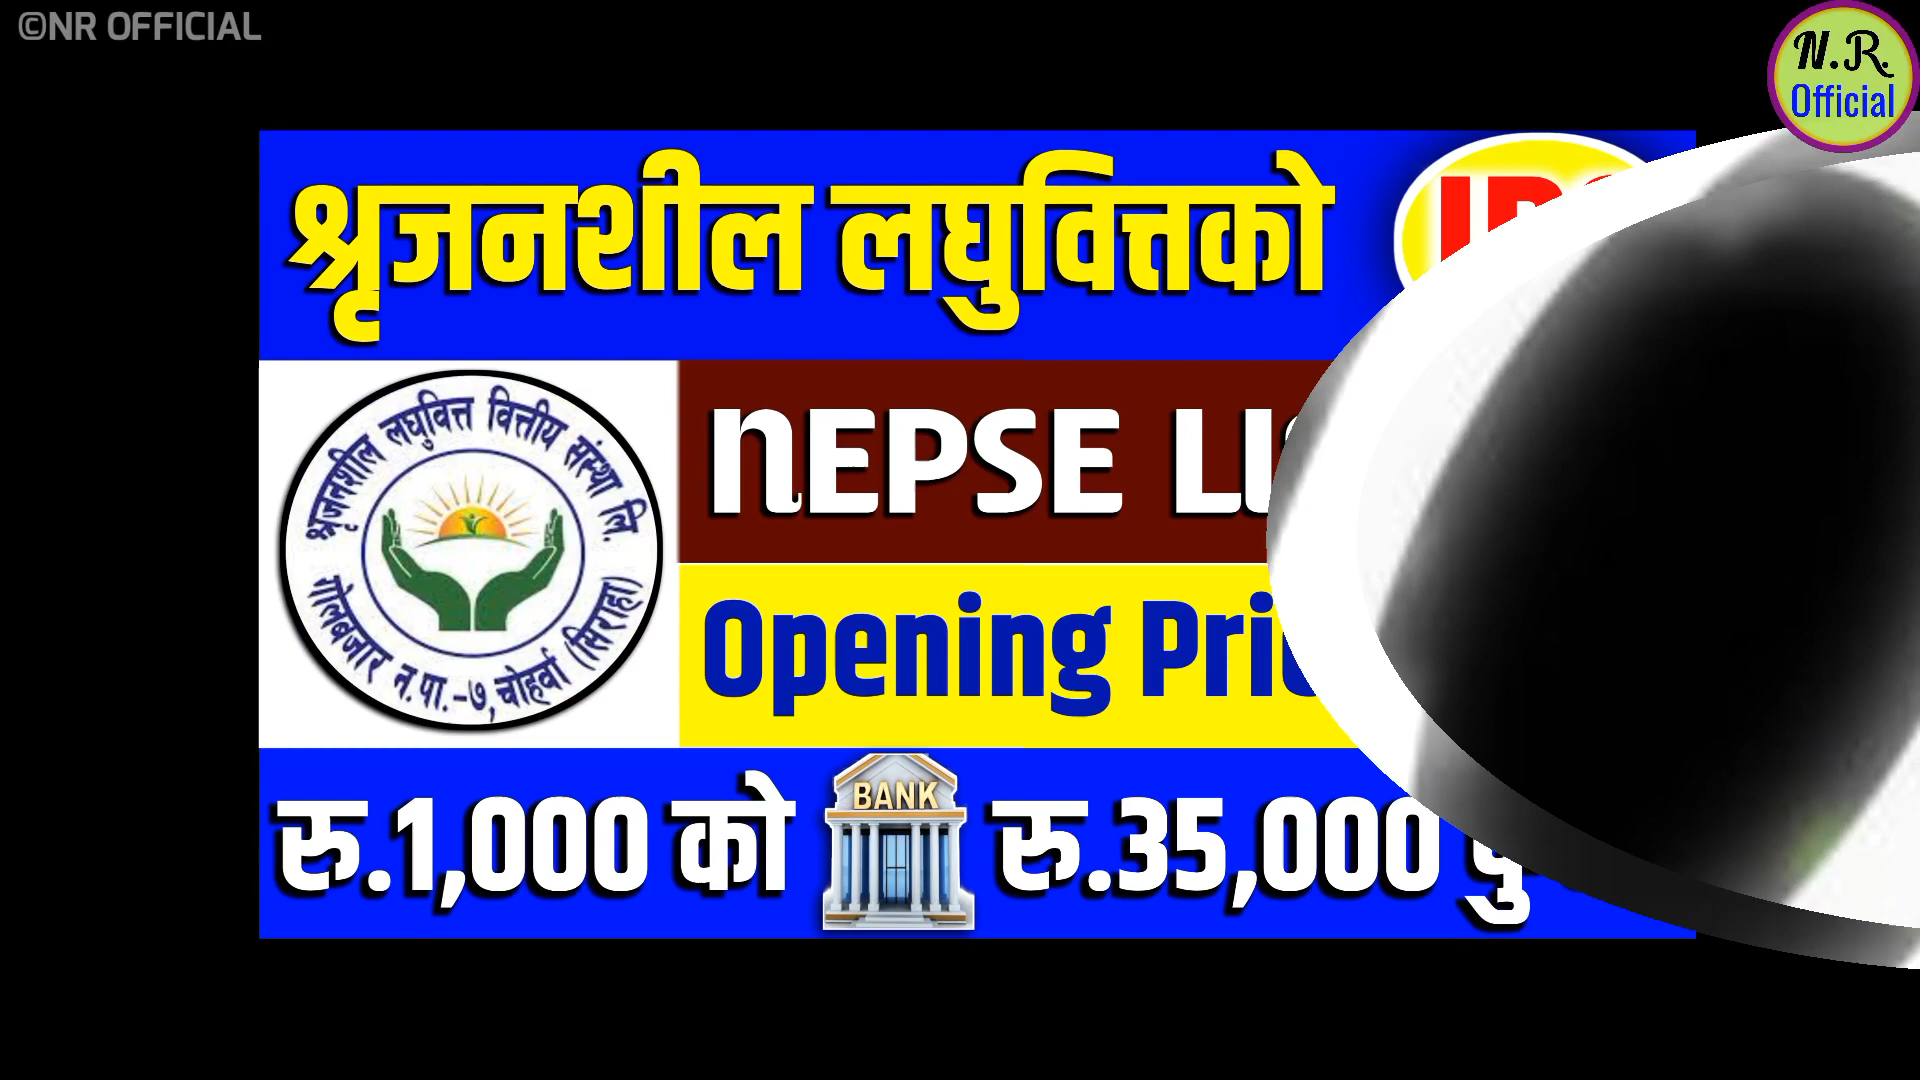 ©NR OFFICIAL
N.R.
Official
श्रृजनशील लघुवित्तको
श्रृजनशील लघुवित्त वित्तीय संस्था लि.
गोलबजार न.पा.-७, चोहर्वा (सिराहा)
NEPSE
Opening
रु.1,000 को
BANK
रु.35,000